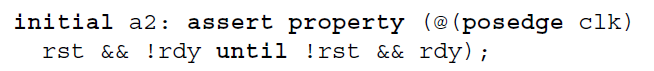 initial a2: assert property (@(posedge clk)
rst && !rdy until !rst && rdy);